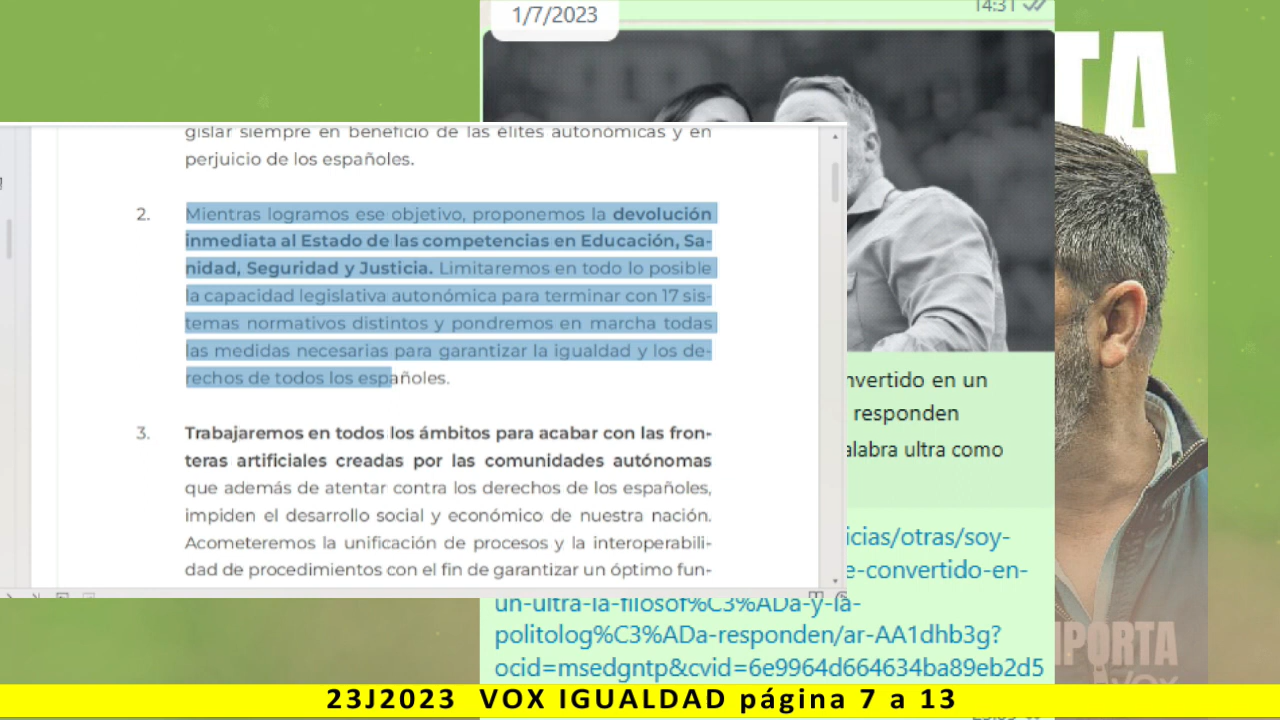 14:31
1/7/2023
TA
gislar siempre en beneficio de las élites autonómicas y en
perjuicio de los españoles.
2. Mientras logramos ese objetivo, proponemos la devolución
inmediata al Estado de las competencias en Educación, Sa-
nidad, Seguridad y Justicia. Limitaremos en todo lo posible
la capacidad legislativa autonómica para terminar con 17 sis-
temas normativos distintos y pondremos en marcha todas
las medidas necesarias para garantizar la igualdad y los de-
rechos de todos los españoles.
3. Trabajaremos en todos los ámbitos para acabar con las fron-
teras artificiales creadas por las comunidades autónomas
que además de atentar contra los derechos de los españoles,
impiden el desarrollo social y económico de nuestra nación.
Acometeremos la unificación de procesos y la interoperabili-
dad de procedimientos con el fin de garantizar un óptimo fun-
nvertido en un
responden
alabra ultra como
icias/otras/soy-
e-convertido-en-
un-ultra-la-filosof%C3%ADa-y-la-
politolog%C3%ADa-responden/ar-AA1dhb3g?
ocid=msedgntp&cvid=6e9964d664634ba89eb2d5
MPORTA
VOX
23J2023 VOX IGUALDAD página 7 a 13